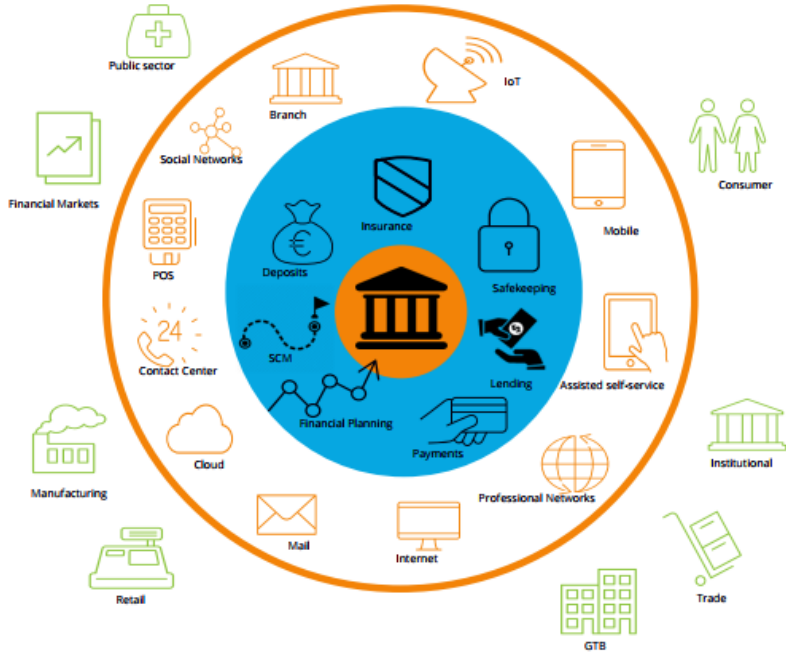 Public sector
IoT
Branch
Social Networks
Consumer
Financial Markets
Insurance
Mobile
POS
Deposits
Safekeeping
24
Contact Center
SCM
Lending
Assisted self-service
Financial Planning
Payments
Cloud
Institutional
Manufacturing
Professional Networks
Mail
Internet
Retail
Trade
GTB